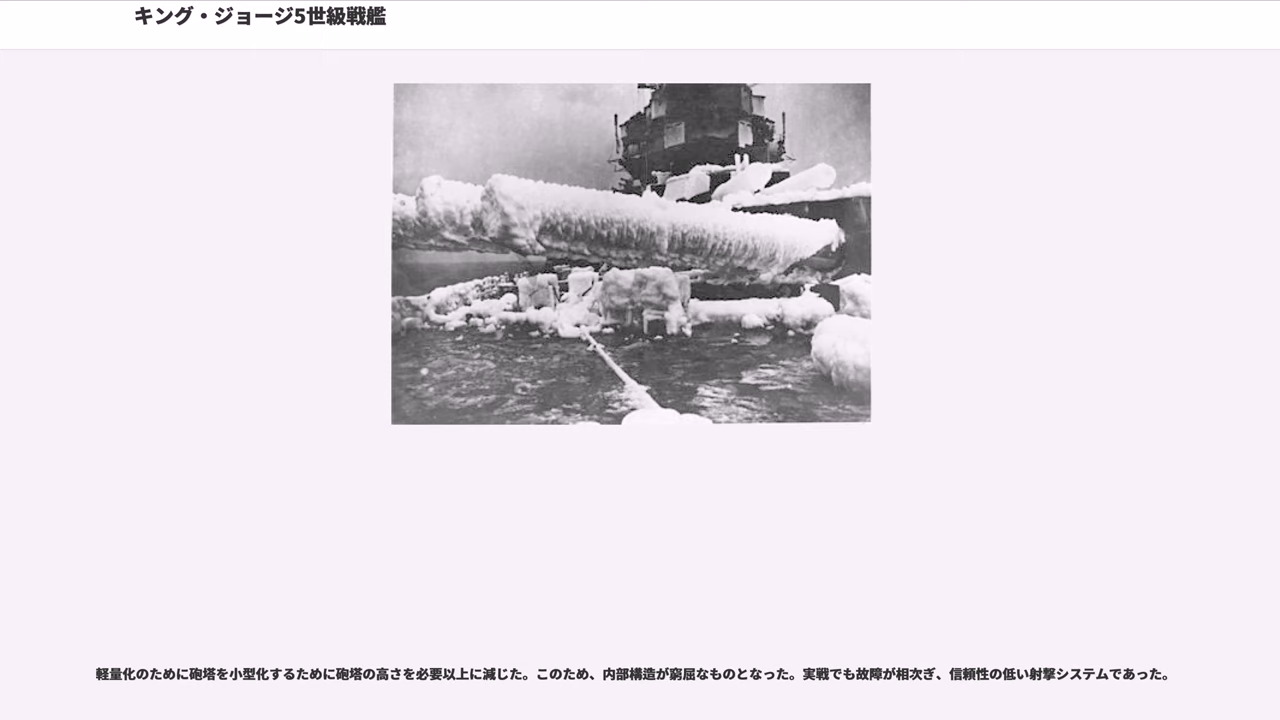 キング・ジョージ5世級戦艦
軽量化のために砲塔を小型化するために砲塔の高さを必要以上に減じた。このため、内部構造が窮屈なものとなった。実戦でも故障が相次ぎ、信頼性の低い射撃システムであった。